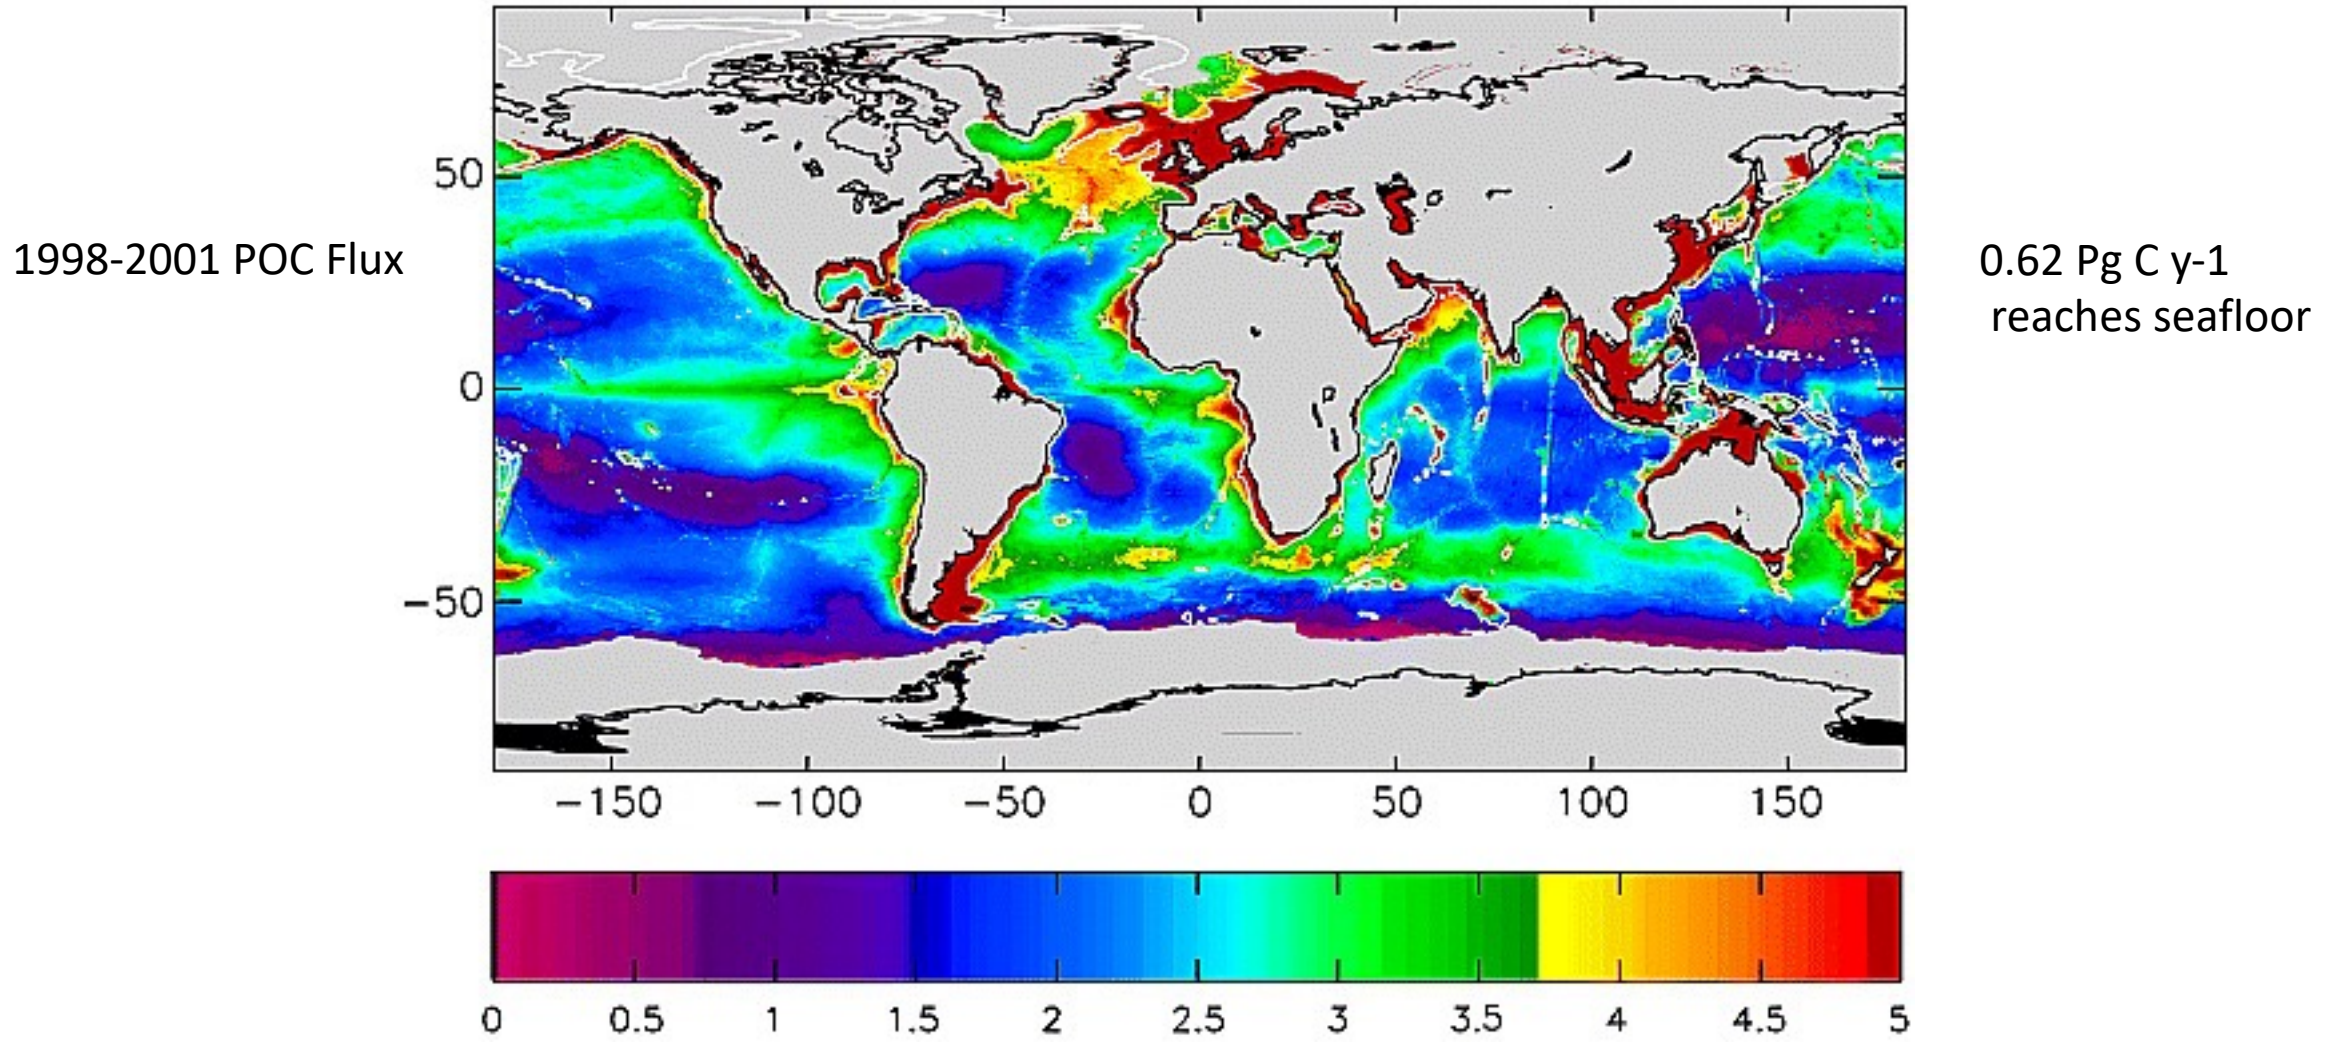 1998-2001 POC Flux
0.62 Pg C y-1
reaches seafloor
50
0
−50
−150 −100 −50 0 50 100 150
0 0.5 1 1.5 2 2.5 3 3.5 4 4.5 5